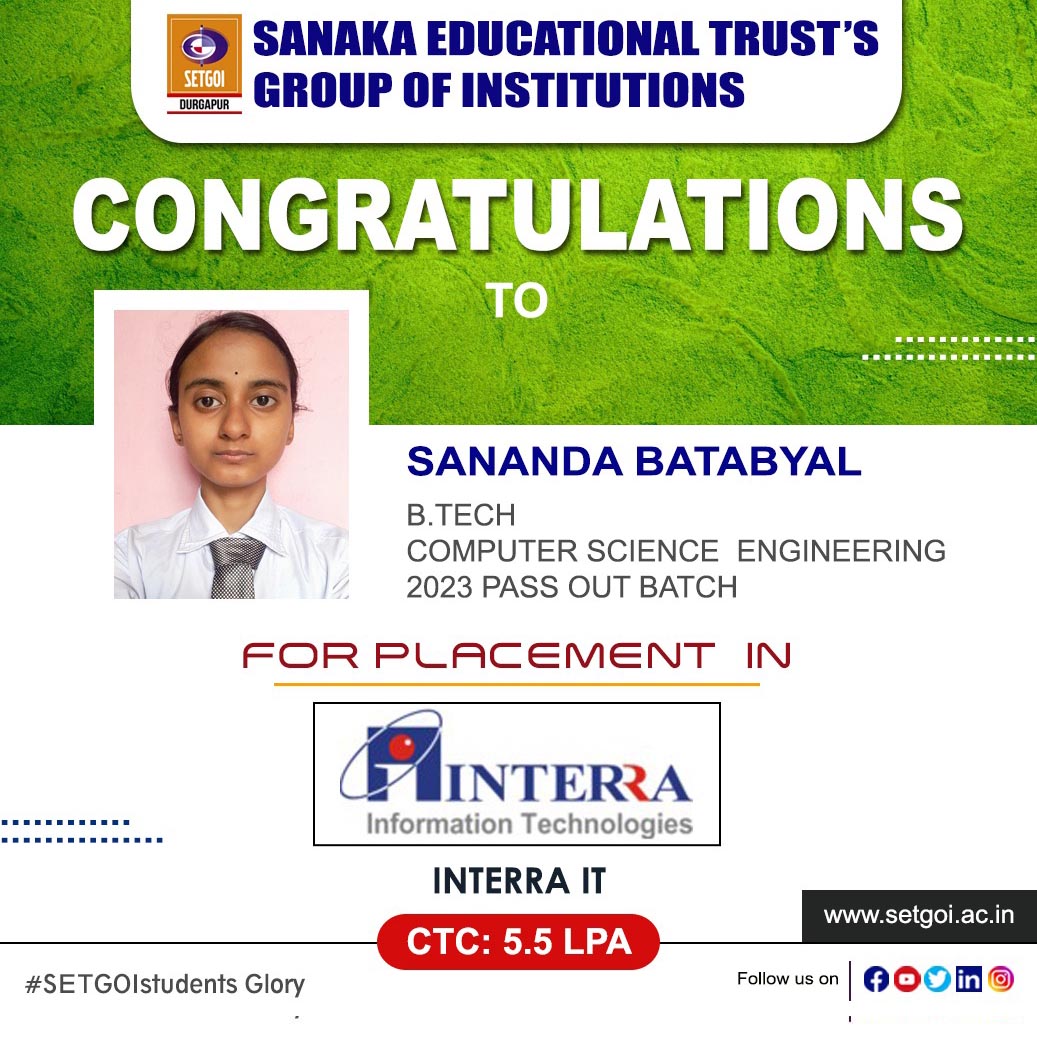 SETGOI
DURGAPUR
SANAKA EDUCATIONAL TRUST'S
GROUP OF INSTITUTIONS
CONGRATULATIONS
TO
SANANDA BATABYAL
B.TECH
COMPUTER SCIENCE ENGINEERING
2023 PASS OUT BATCH
FOR PLACEMENT IN
INTERRA
Information Technologies
INTERRA IT
www.setgoi.ac.in
CTC: 5.5 LPA
#SETGOIstudents Glory
Follow us on